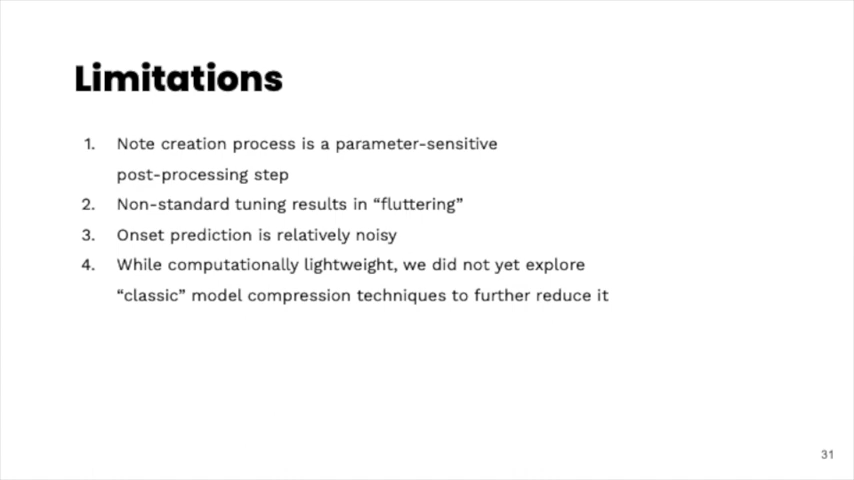 Limitations
1. Note creation process is a parameter-sensitive
post-processing step
2. Non-standard tuning results in “fluttering”
3. Onset prediction is relatively noisy
4. While computationally lightweight, we did not yet explore
“classic” model compression techniques to further reduce it
31